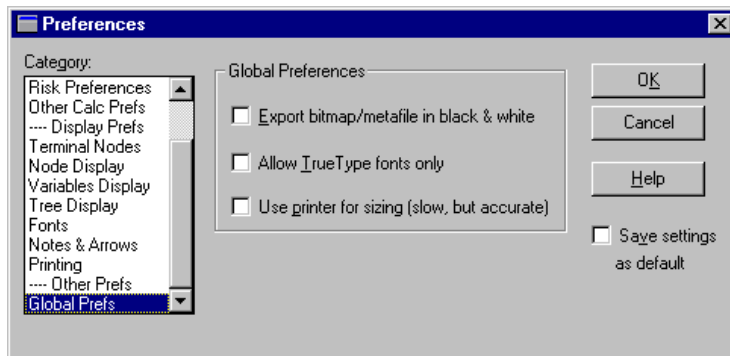 Preferences
Category:
Risk Preferences
Other Calc Prefs
---- Display Prefs
Terminal Nodes
Node Display
Variables Display
Tree Display
Fonts
Notes & Arrows
Printing
---- Other Prefs
Global Prefs
Global Preferences
Export bitmap/metafile in black & white
Allow TrueType fonts only
Use printer for sizing (slow, but accurate)
OK
Cancel
Help
Save settings
as default